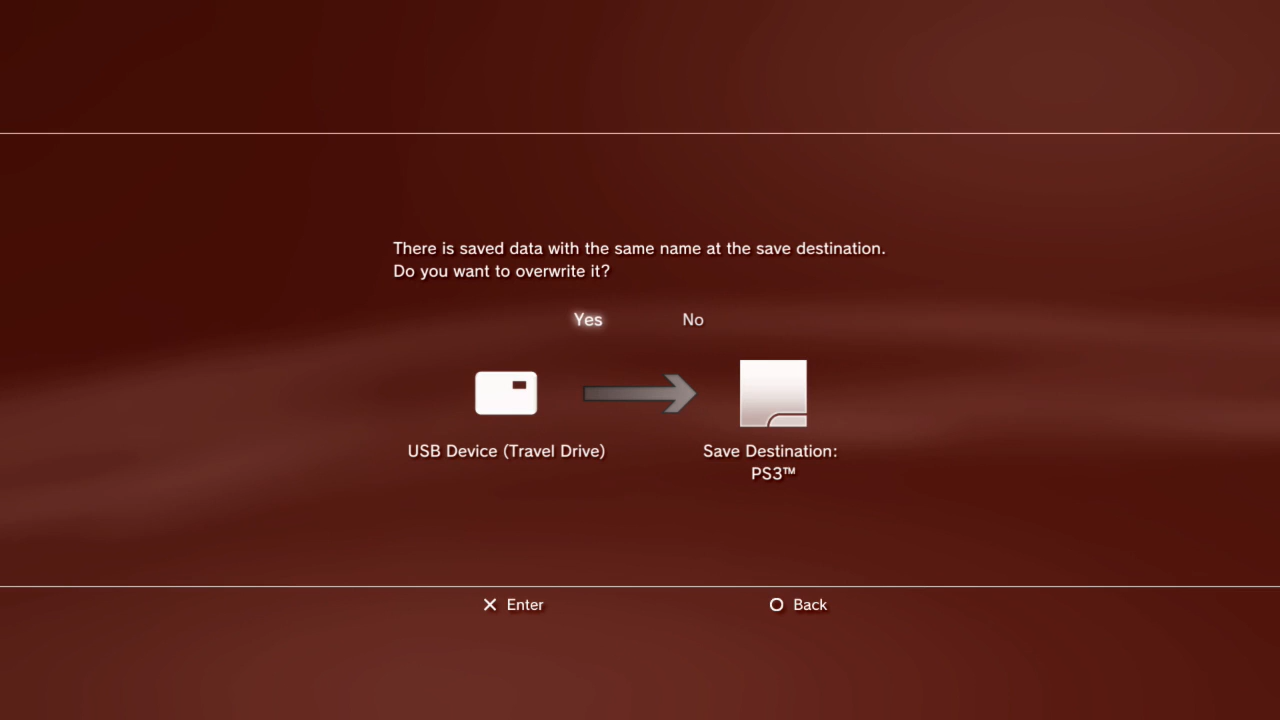 There is saved data with the same name at the save destination.
Do you want to overwrite it?
Yes No
USB Device (Travel Drive)
Save Destination:
PS3™
X Enter
O Back